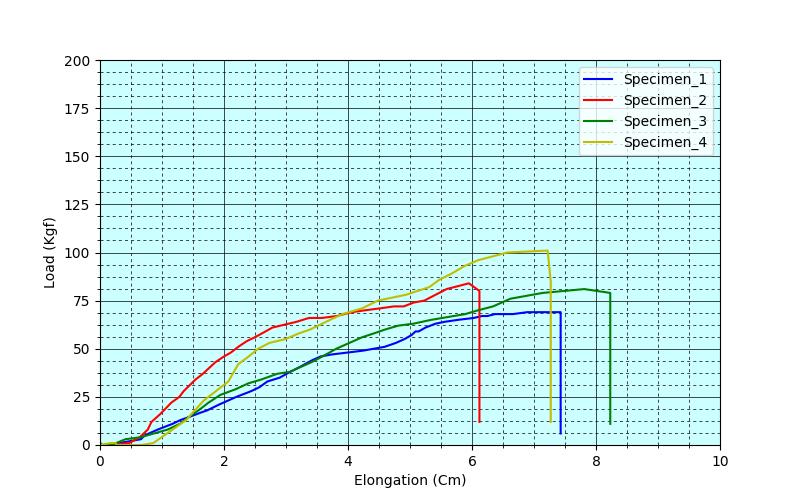 200
175
150
125
100
75
50
25
0
0 2 4 6 8 10
Load (Kgf)
Elongation (Cm)
Specimen_1
Specimen_2
Specimen_3
Specimen_4